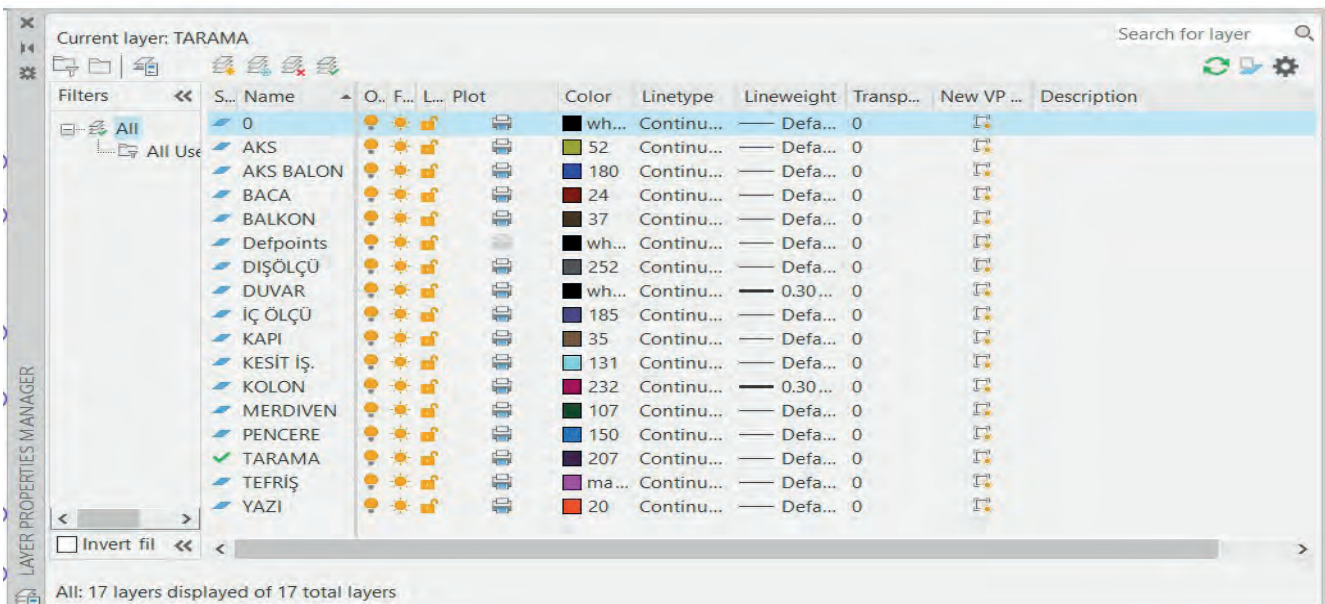 Current layer: TARAMA
Search for layer
Filters
S... Name O.. F... L... Plot Color Linetype Lineweight Transp... New VP ... Description
All
All Use
0 wh... Continu... Defa... 0
AKS 52 Continu... Defa... 0
AKS BALON 180 Continu... Defa... 0
BACA 24 Continu... Defa... 0
BALKON 37 Continu... Defa... 0
Defpoints wh... Continu... Defa... 0
DIŞÖLÇÜ 252 Continu... Defa... 0
DUVAR wh... Continu... 0.30 ... 0
İÇ ÖLÇÜ 185 Continu... Defa... 0
KAPI 35 Continu... Defa... 0
KESİT İŞ. 131 Continu... Defa... 0
KOLON 232 Continu... 0.30 ... 0
MERDIVEN 107 Continu... Defa... 0
PENCERE 150 Continu... Defa... 0
TARAMA 207 Continu... Defa... 0
TEFRİŞ ma... Continu... Defa... 0
YAZI 20 Continu... Defa... 0
Invert fil
All: 17 layers displayed of 17 total layers
LAYER PROPERTIES MANAGER